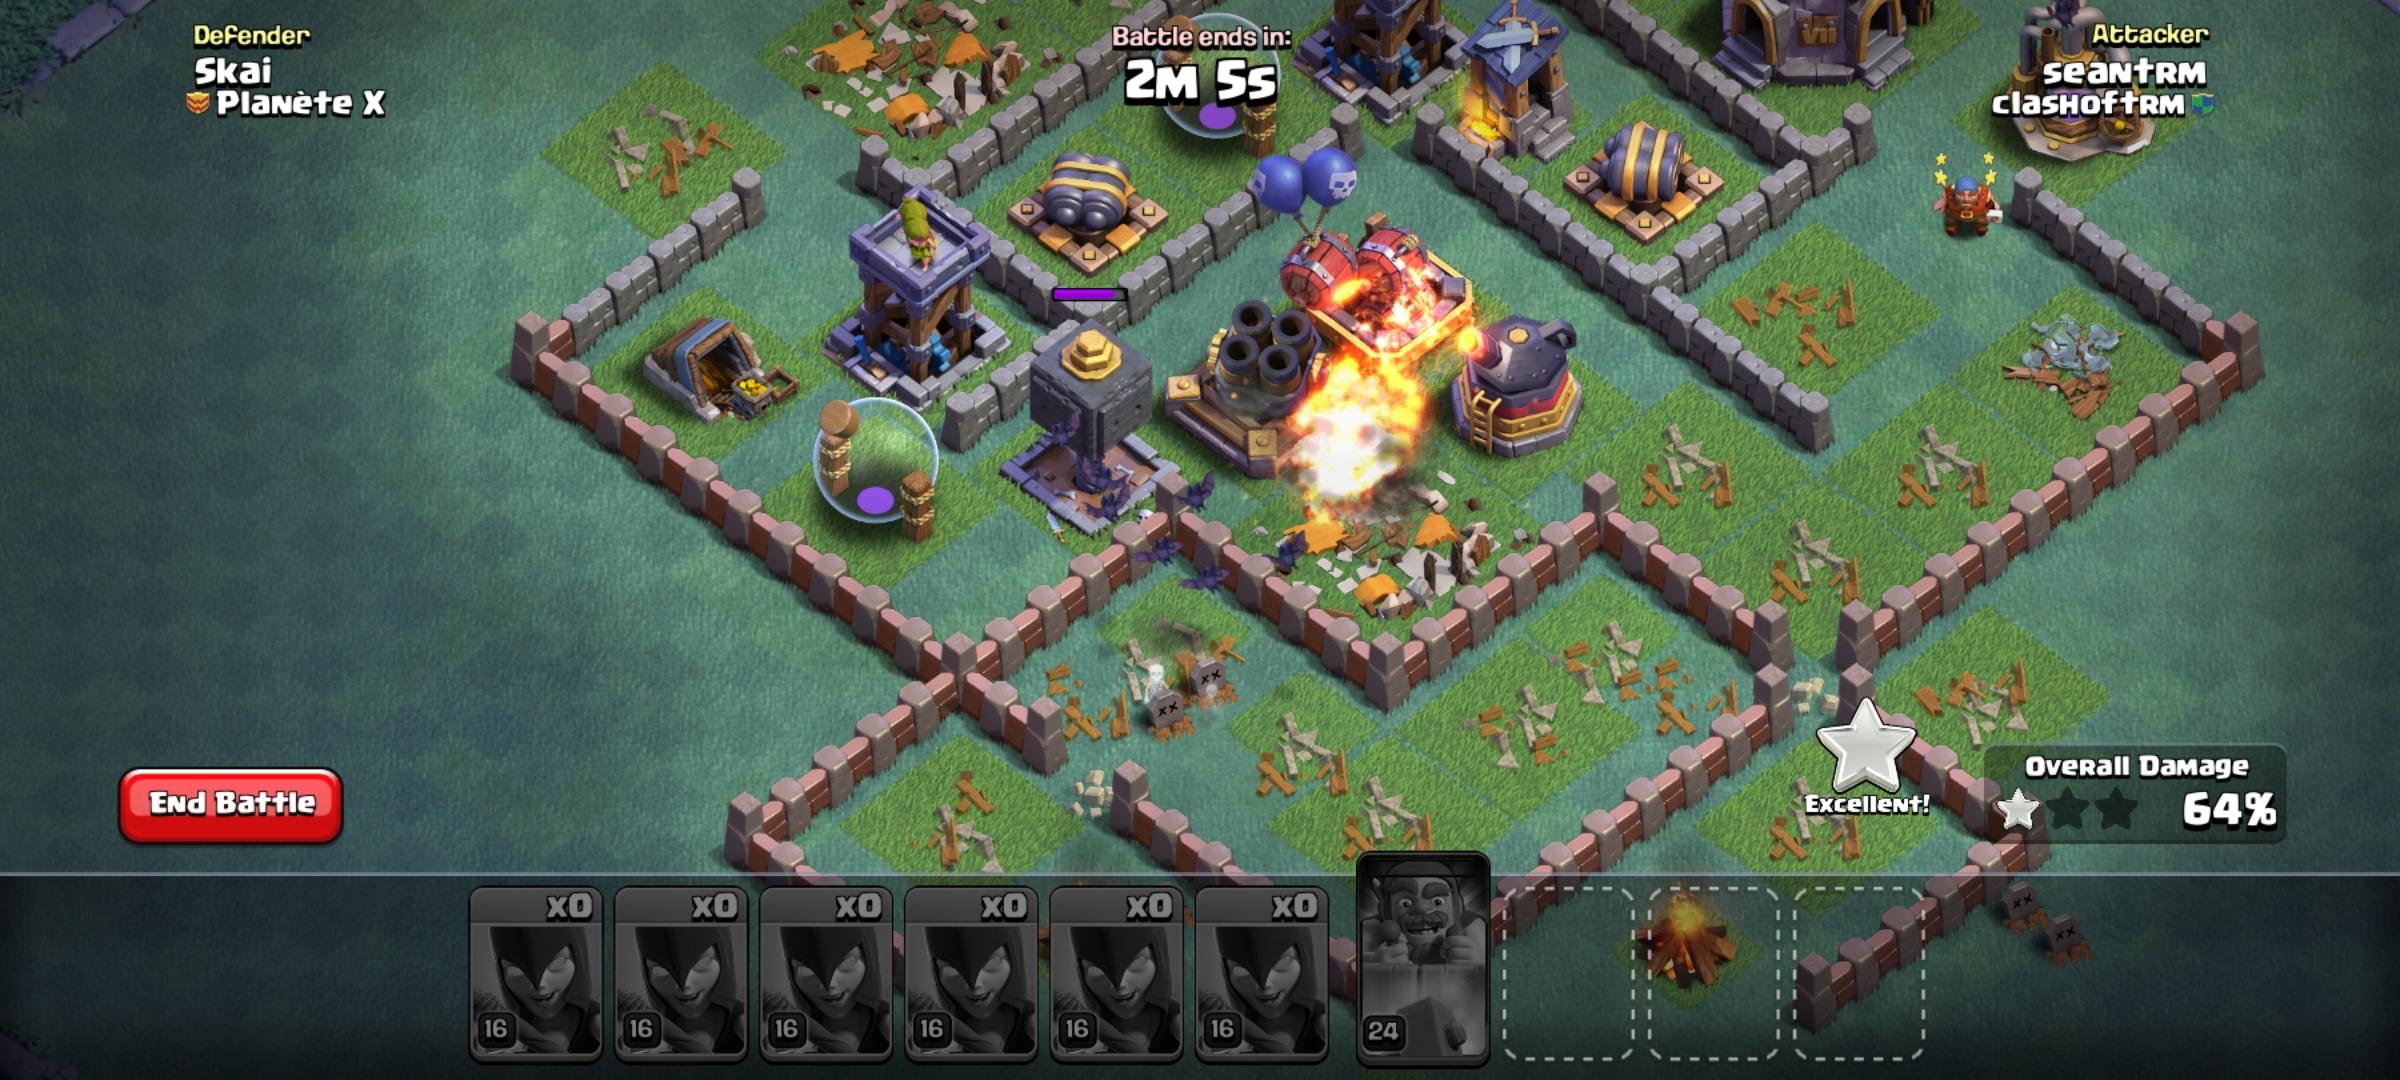 Defender
Skai
Planète X
Battle ends in:
2M 5s
Attacker
seantrm
clashoftrm
VII
End Battle
Excellent!
Overall Damage
64%
x0
x0
x0
x0
x0
x0
16
16
16
16
16
16
24